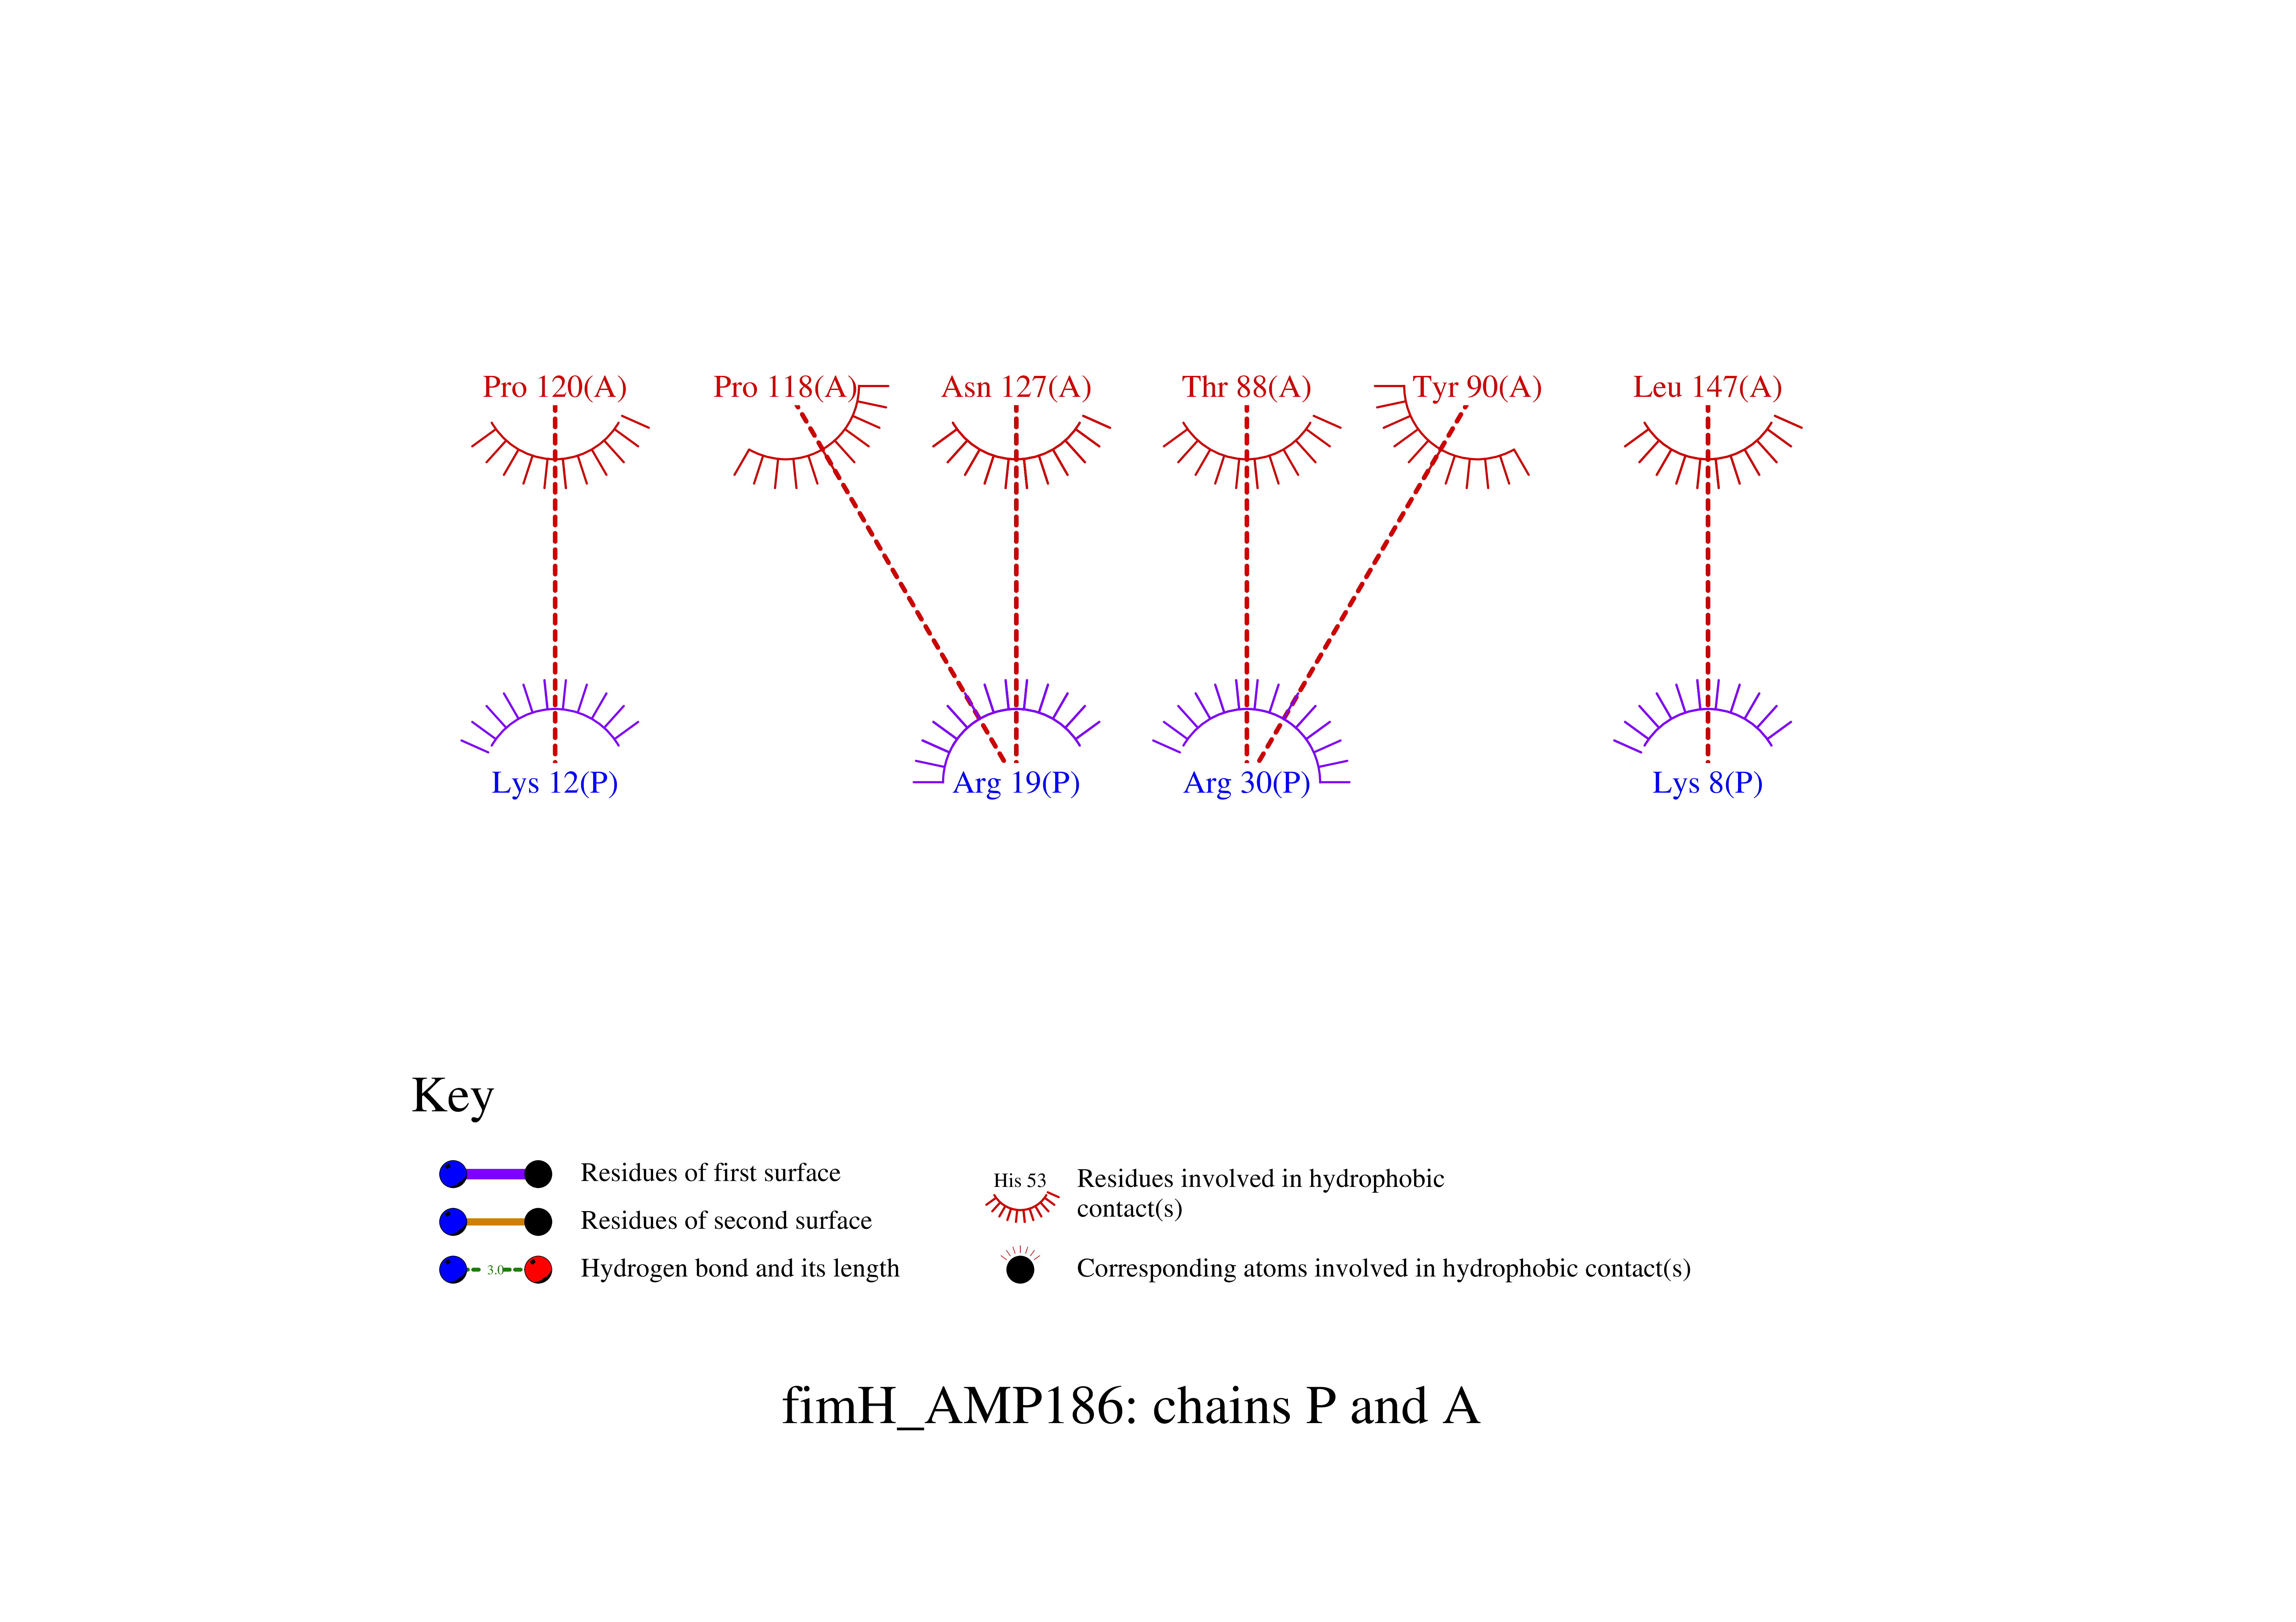 Pro 120(A) Pro 118(A) Asn 127(A) Thr 88(A) Tyr 90(A) Leu 147(A)
Lys 12(P) Arg 19(P) Arg 30(P) Lys 8(P)
Key
Residues of first surface
Residues of second surface
3.0 Hydrogen bond and its length
His 53 Residues involved in hydrophobic
contact(s)
Corresponding atoms involved in hydrophobic contact(s)
fimH_AMP186: chains P and A